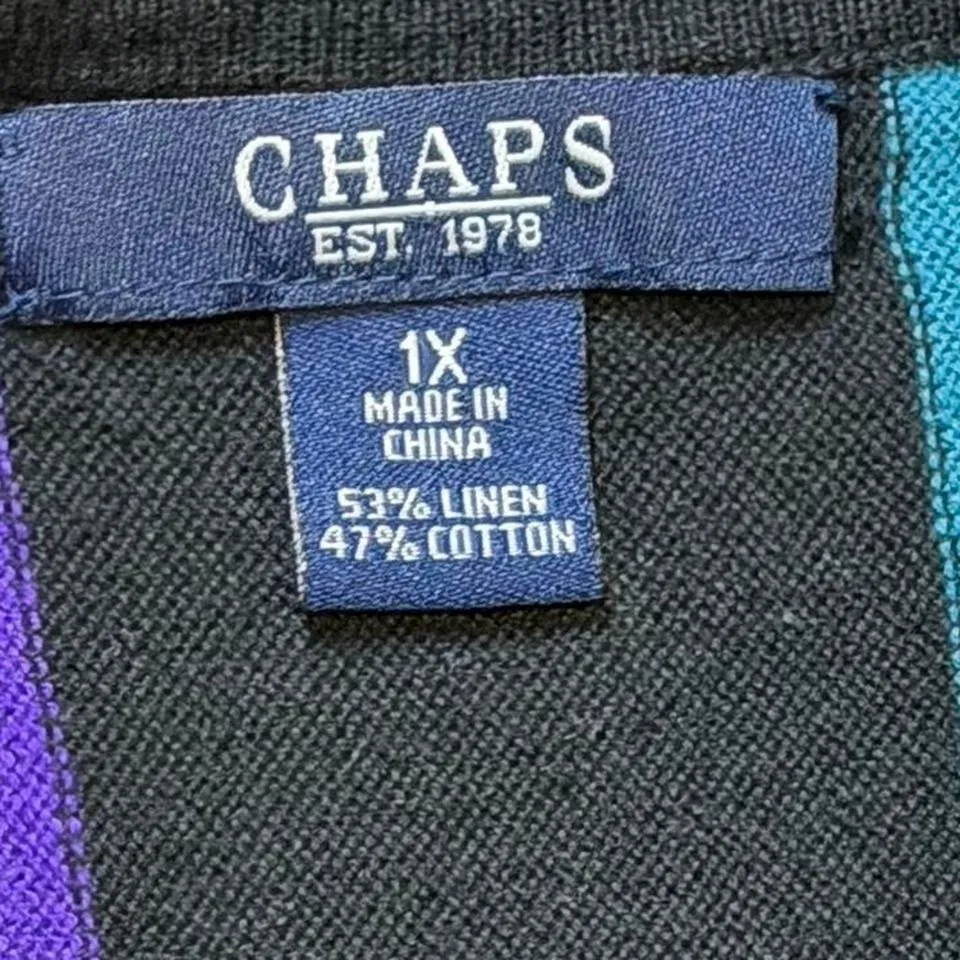 CHAPS
EST. 1978
1X
MADE IN
CHINA
53% LINEN
47% COTTON